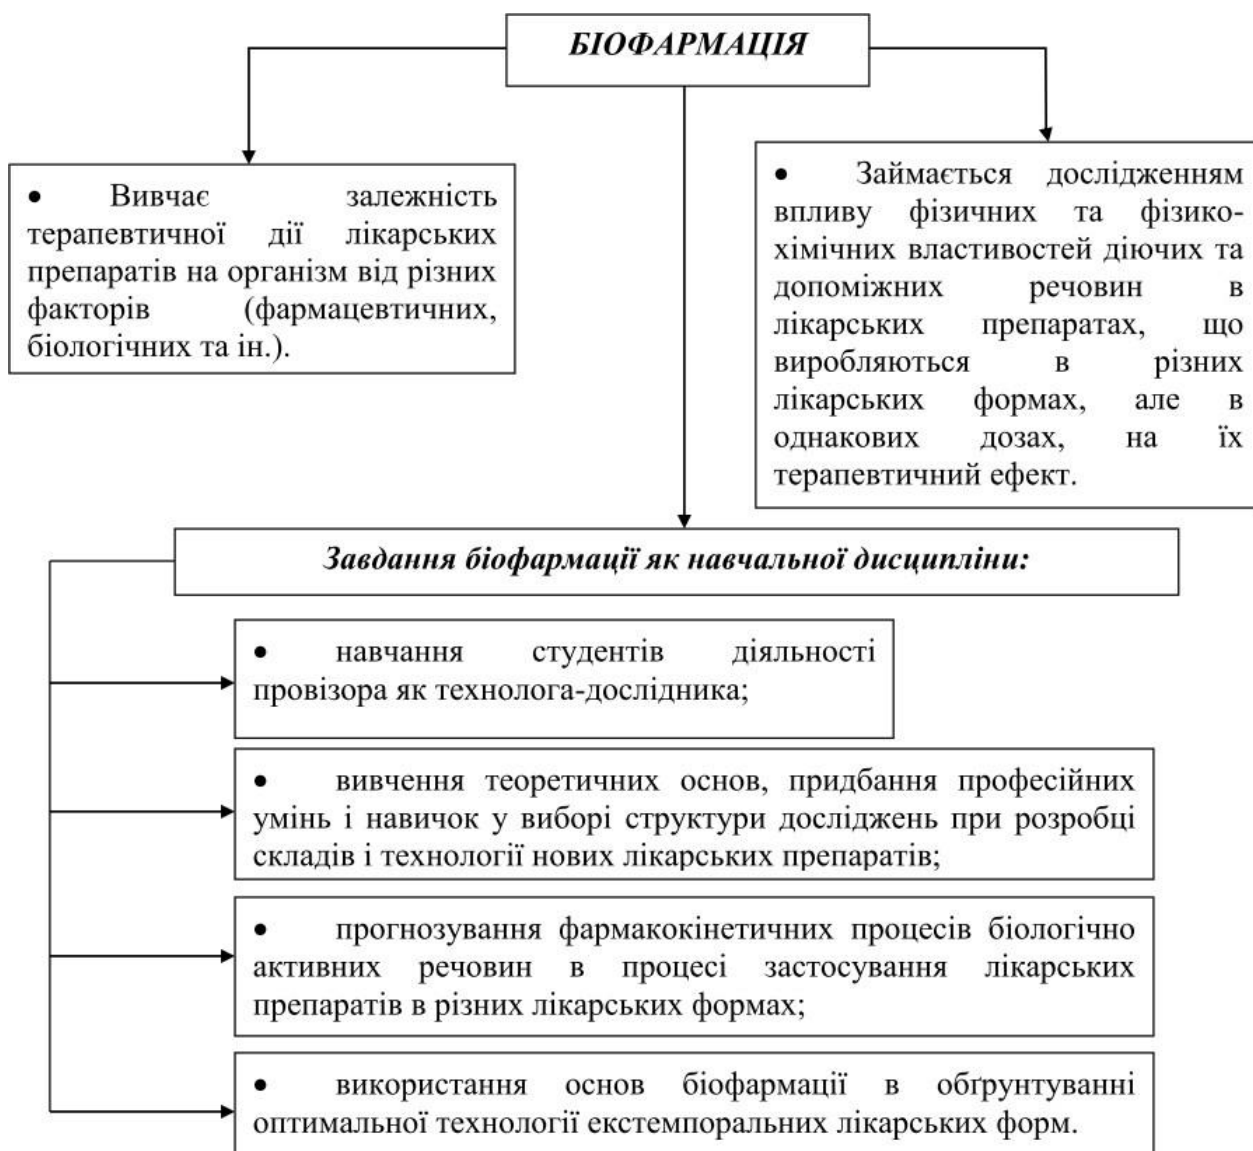 БІОФАРМАЦІЯ
• Вивчає залежність
терапевтичної дії лікарських
препаратів на організм від різних
факторів (фармацевтичних,
біологічних та ін.).
• Займається дослідженням
впливу фізичних та фізико-
хімічних властивостей діючих та
допоміжних речовин в
лікарських препаратах, що
виробляються в різних
лікарських формах, але в
однакових дозах, на їх
терапевтичний ефект.
Завдання біофармації як навчальної дисципліни:
• навчання студентів діяльності
провізора як технолога-дослідника;
• вивчення теоретичних основ, придбання професійних
умінь і навичок у виборі структури досліджень при розробці
складів і технології нових лікарських препаратів;
• прогнозування фармакокінетичних процесів біологічно
активних речовин в процесі застосування лікарських
препаратів в різних лікарських формах;
• використання основ біофармації в обґрунтуванні
оптимальної технології екстемпоральних лікарських форм.